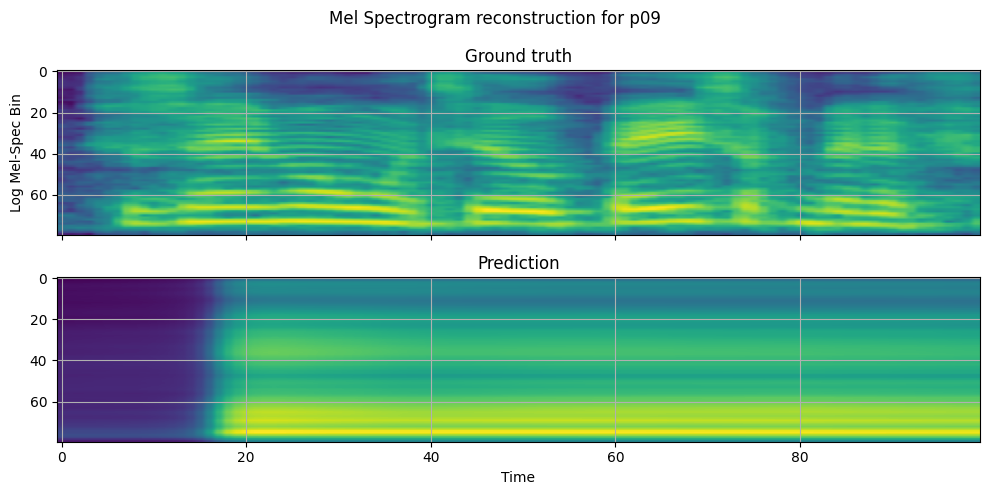 Mel Spectrogram reconstruction for p09
Ground truth
0
20
40
60
Log Mel-Spec Bin
Prediction
0
20
40
60
0 20 40 60 80
Time